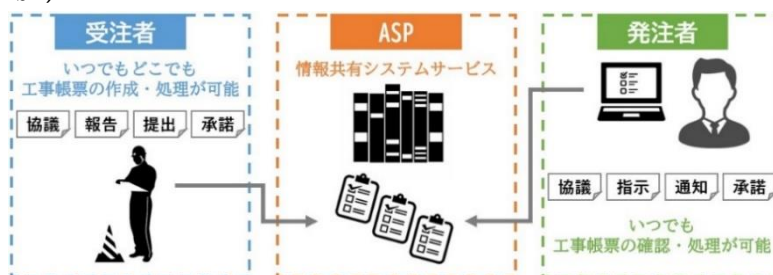 受注者
いつでもどこでも
工事帳票の作成・処理が可能
協議 報告 提出 承諾
ASP
情報共有システムサービス
発注者
協議 指示 通知 承諾
いつでも
工事帳票の確認・処理が可能